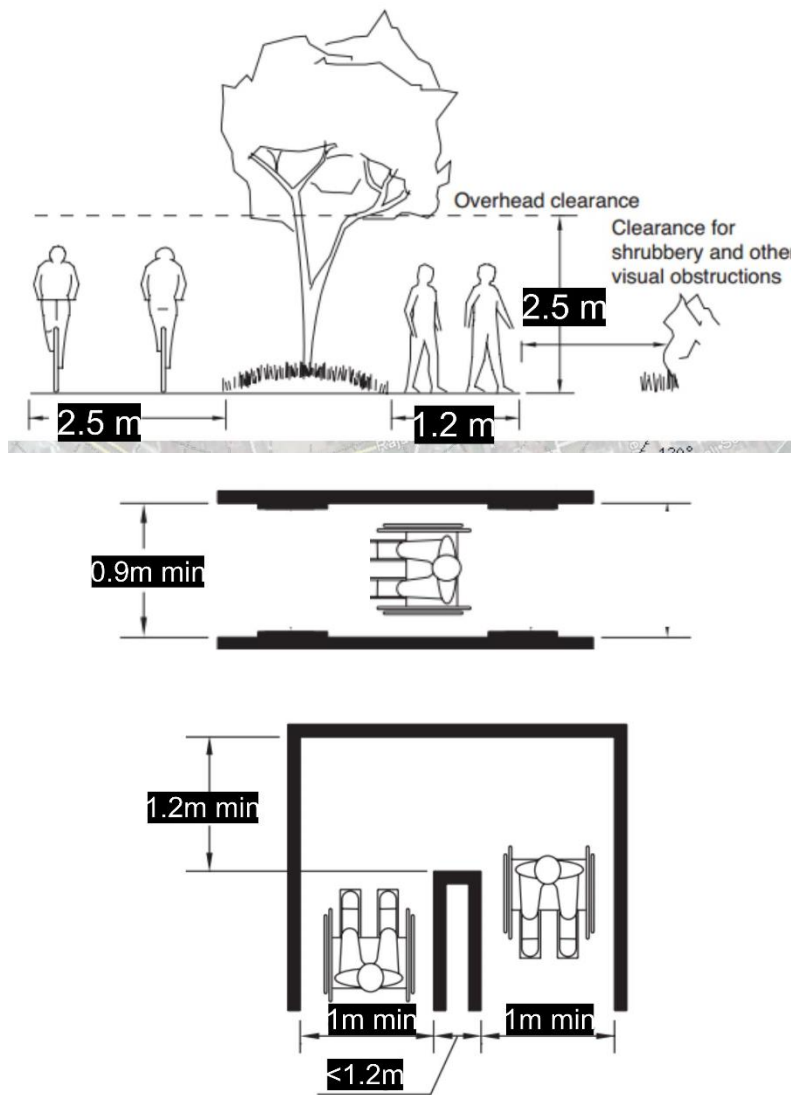 Overhead clearance
Clearance for
shrubbery and other
visual obstructions
2.5 m
2.5 m
1.2 m
0.9m min
1.2m min
1m min
1m min
<1.2m